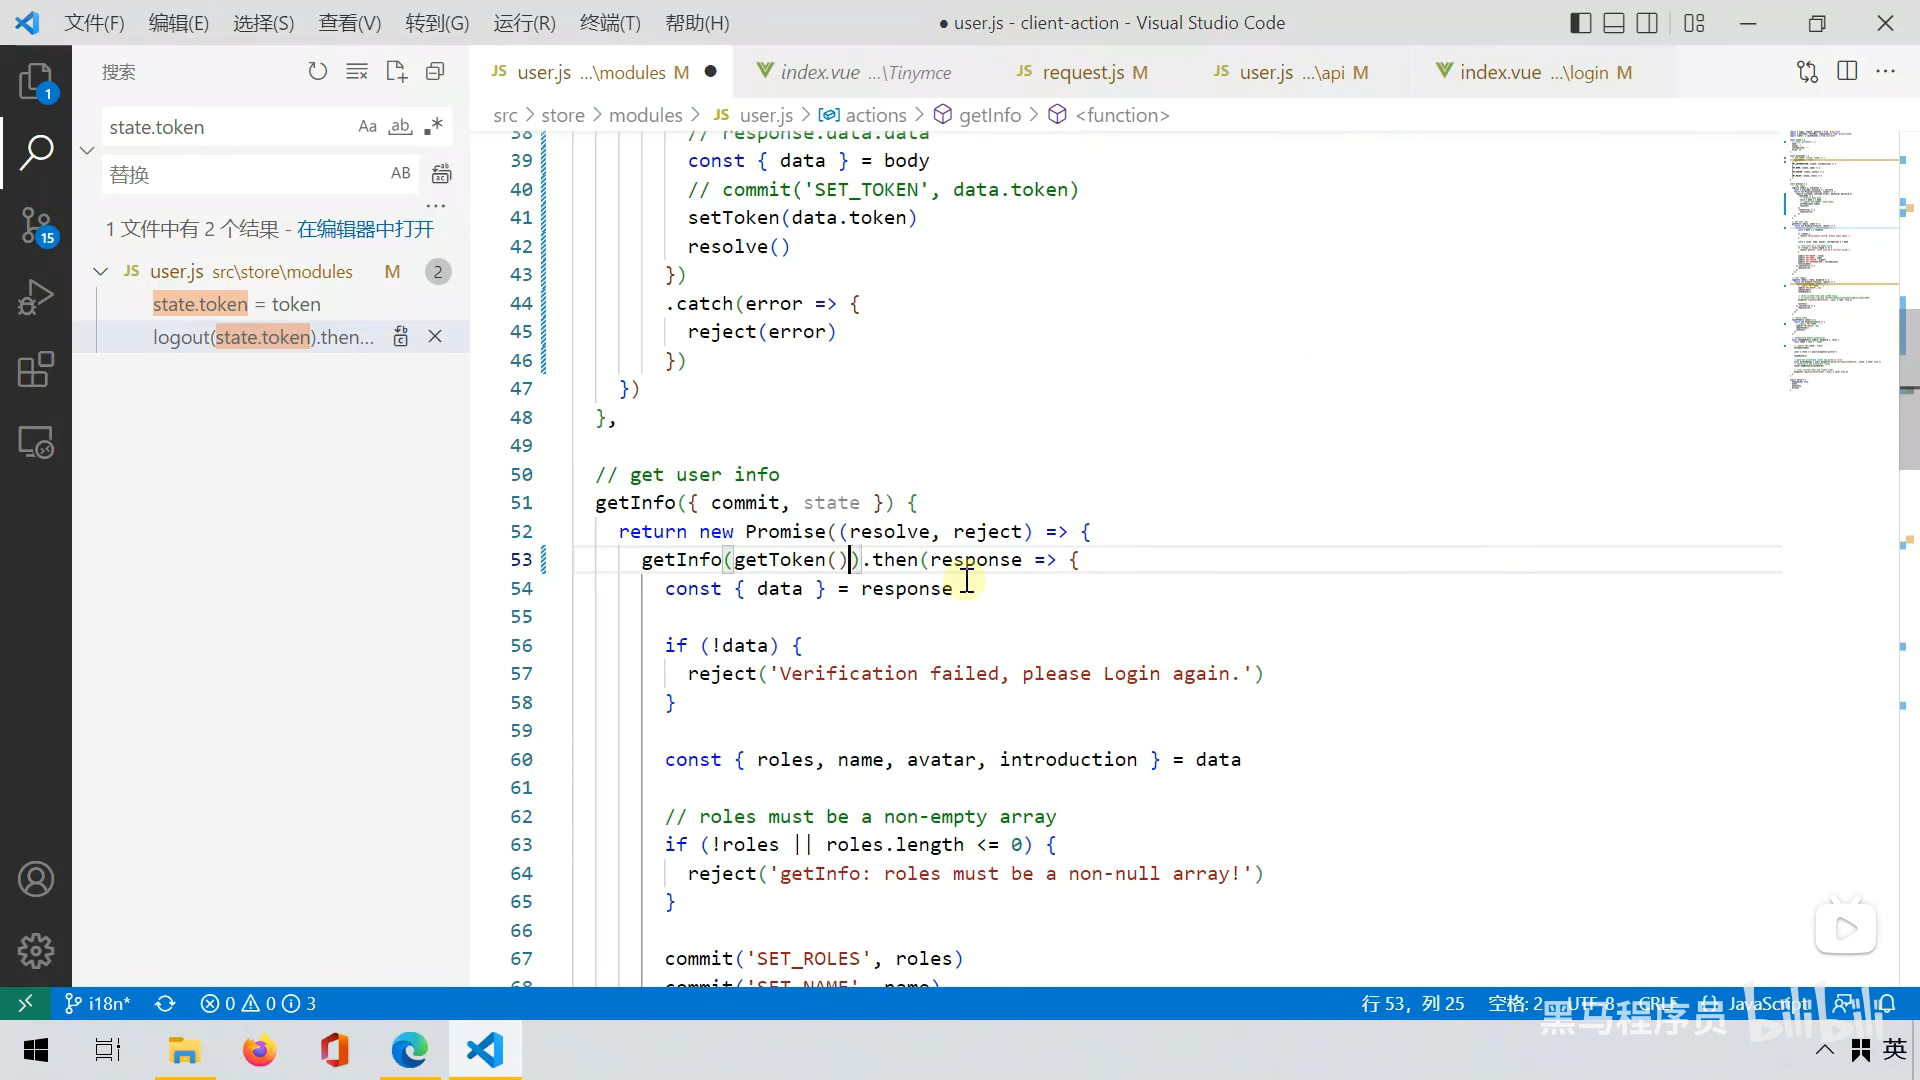 文件(F) 编辑(E) 选择(S) 查看(V) 转到(G) 运行(R) 终端(T) 帮助(H)
● user.js - client-action - Visual Studio Code
搜索
state.token
Aa ab .*
替换
AB
1 文件中有 2 个结果 - 在编辑器中打开
JS user.js src\store\modules M 2
state.token = token
logout(state.token).then...
1
15
JS user.js ...\modules M ●
index.vue ...\Tinymce
JS request.js M
JS user.js ...\api M
index.vue ...\login M
src > store > modules > JS user.js > actions > getInfo > <function>
38 // response.data.data
39 const { data } = body
40 // commit('SET_TOKEN', data.token)
41 setToken(data.token)
42 resolve()
43 })
44 .catch(error => {
45 reject(error)
46 })
47 })
48 },
49
50 // get user info
51 getInfo({ commit, state }) {
52 return new Promise((resolve, reject) => {
53 getInfo(getToken()).then(response => {
54 const { data } = response
55
56 if (!data) {
57 reject('Verification failed, please Login again.')
58 }
59
60 const { roles, name, avatar, introduction } = data
61
62 // roles must be a non-empty array
63 if (!roles || roles.length <= 0) {
64 reject('getInfo: roles must be a non-null array!')
65 }
66
67 commit('SET_ROLES', roles)
68 commit('SET_NAME', name)
i18n* 0 0 3
行 53，列 25 空格: 2 UTF-8 CRLF {} JavaScript
黑马程序员 bilibili
英